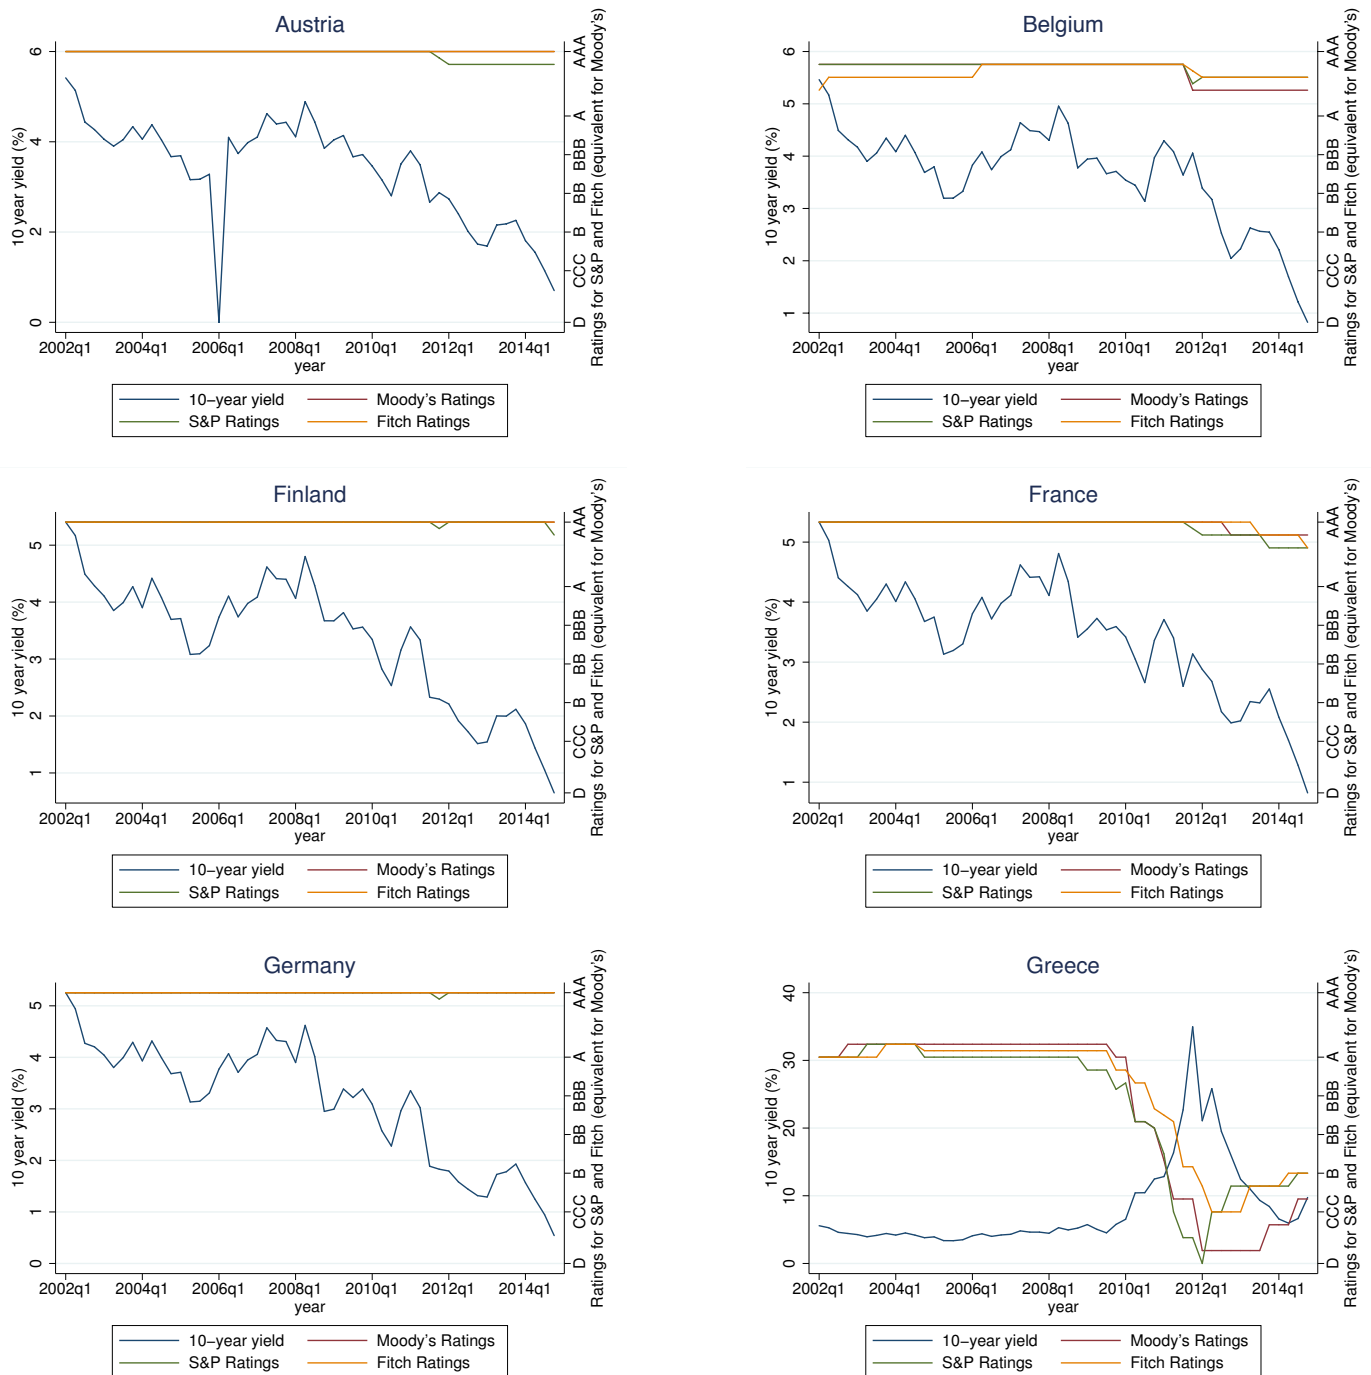 Austria
10 year yield (%)
0 2 4 6
D CCC B BB BBB A AAA
Ratings for S&P and Fitch (equivalent for Moody's)
2002q1 2004q1 2006q1 2008q1 2010q1 2012q1 2014q1
year
10−year yield Moody's Ratings
S&P Ratings Fitch Ratings
Belgium
10 year yield (%)
1 2 3 4 5 6
D CCC B BB BBB A AAA
Ratings for S&P and Fitch (equivalent for Moody's)
2002q1 2004q1 2006q1 2008q1 2010q1 2012q1 2014q1
year
10−year yield Moody's Ratings
S&P Ratings Fitch Ratings
Finland
10 year yield (%)
1 2 3 4 5
D CCC B BB BBB A AAA
Ratings for S&P and Fitch (equivalent for Moody's)
2002q1 2004q1 2006q1 2008q1 2010q1 2012q1 2014q1
year
10−year yield Moody's Ratings
S&P Ratings Fitch Ratings
France
10 year yield (%)
1 2 3 4 5
D CCC B BB BBB A AAA
Ratings for S&P and Fitch (equivalent for Moody's)
2002q1 2004q1 2006q1 2008q1 2010q1 2012q1 2014q1
year
10−year yield Moody's Ratings
S&P Ratings Fitch Ratings
Germany
10 year yield (%)
0 1 2 3 4 5
D CCC B BB BBB A AAA
Ratings for S&P and Fitch (equivalent for Moody's)
2002q1 2004q1 2006q1 2008q1 2010q1 2012q1 2014q1
year
10−year yield Moody's Ratings
S&P Ratings Fitch Ratings
Greece
10 year yield (%)
0 10 20 30 40
D CCC B BB BBB A AAA
Ratings for S&P and Fitch (equivalent for Moody's)
2002q1 2004q1 2006q1 2008q1 2010q1 2012q1 2014q1
year
10−year yield Moody's Ratings
S&P Ratings Fitch Ratings